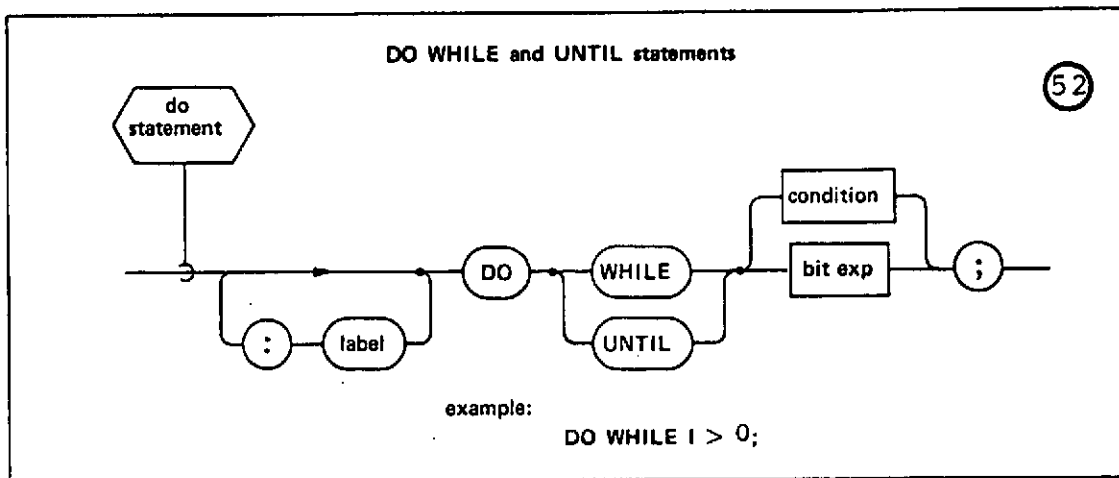 DO WHILE and UNTIL statements
52
do
statement
condition
DO
WHILE
bit exp
;
:
label
UNTIL
example:
DO WHILE I > 0;